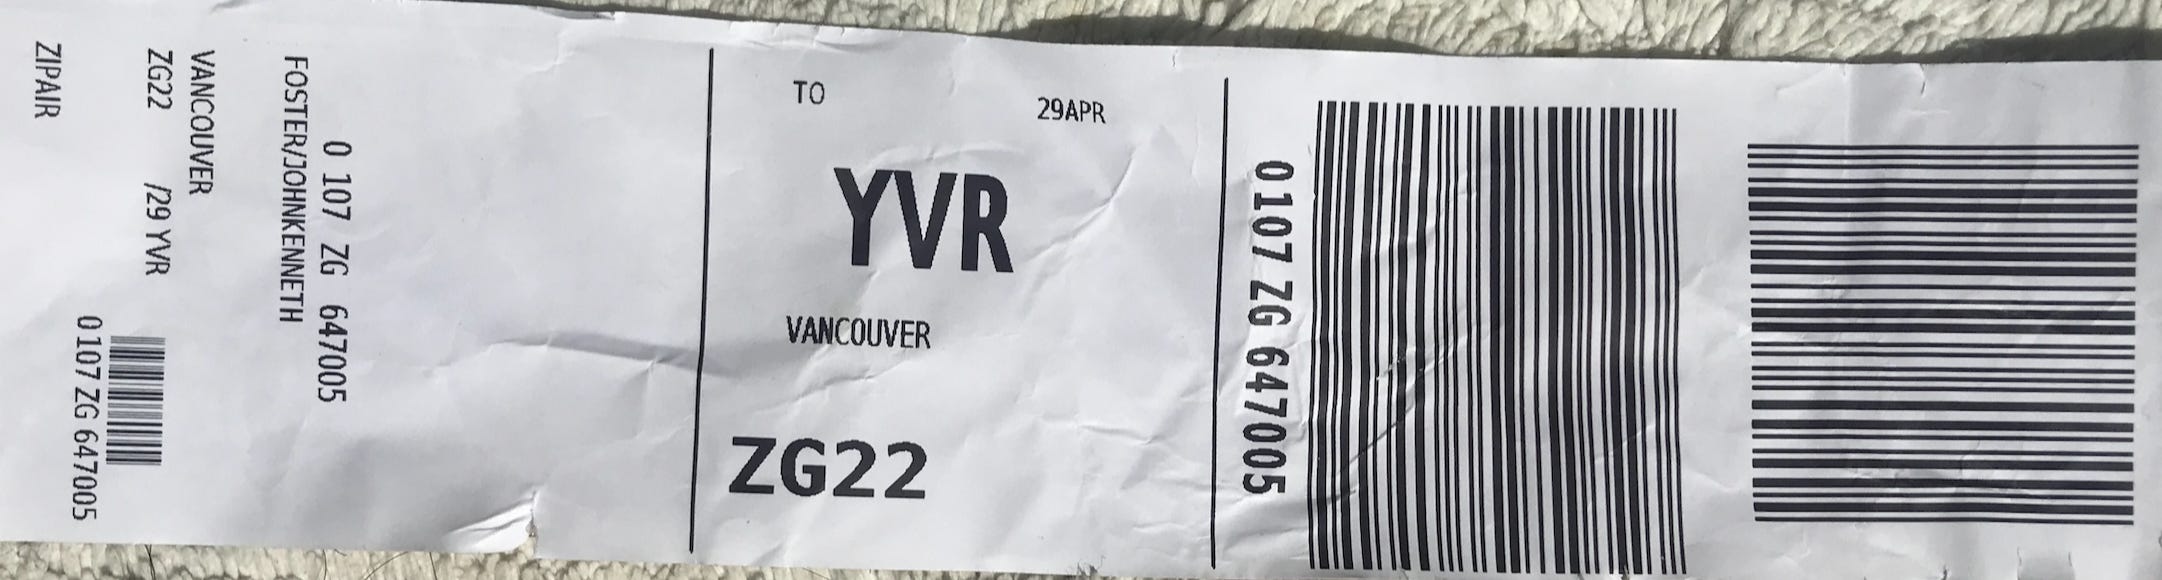 TO
29APR
YVR
VANCOUVER
ZG22
0107 ZG 647005
0 107 ZG 647005
FOSTER/JOHNKENNETH
VANCOUVER
ZG22 /29 YVR
0107 ZG 647005
ZIPAIR